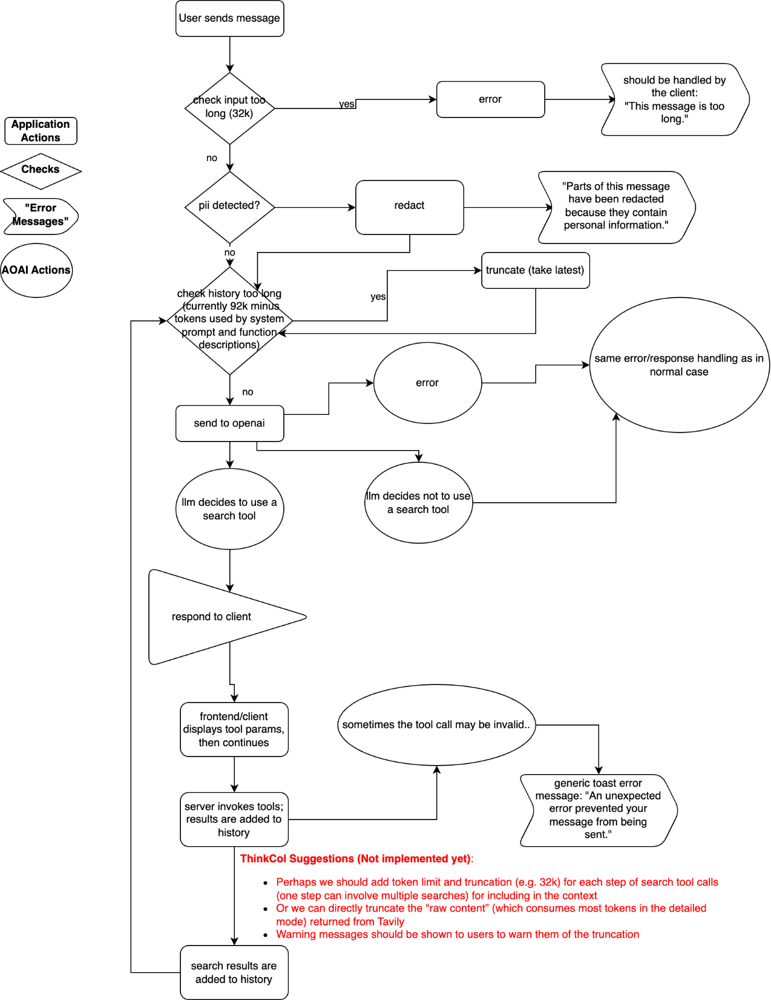 User sends message
check input too
long (32k)
yes
error
should be handled by
the client:
"This message is too
long."
Application
Actions
Checks
"Error
Messages"
AOAI Actions
no
pii detected?
redact
"Parts of this message
have been redacted
because they contain
personal information."
no
check history too long
(currently 92k minus
tokens used by system
prompt and function
descriptions)
yes
truncate (take latest)
same error/response handling as in
normal case
error
no
send to openai
llm decides to use a
search tool
llm decides not to use
a search tool
respond to client
frontend/client
displays tool params,
then continues
sometimes the tool call may be invalid..
server invokes tools;
results are added to
history
generic toast error
message: "An unexpected
error prevented your
message from being
sent."
ThinkCol Suggestions (Not implemented yet):
• Perhaps we should add token limit and truncation (e.g. 32k) for each step of search tool calls
(one step can involve multiple searches) for including in the context
• Or we can directly truncate the "raw content” (which consumes most tokens in the detailed
mode) returned from Tavily
• Warning messages should be shown to users to warn them of the truncation
search results are
added to history